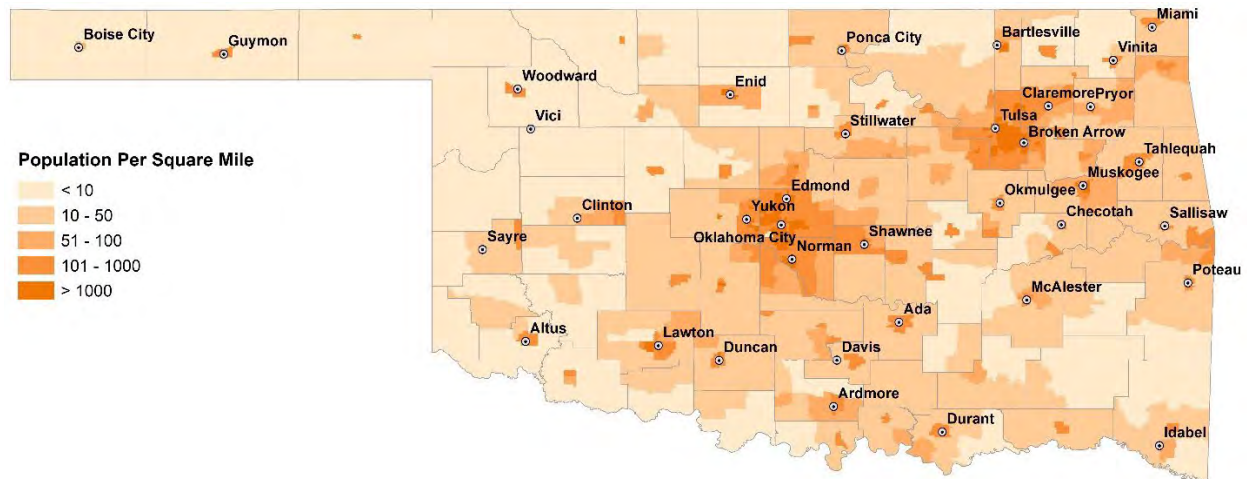 Boise City
Guymon
Woodward
Vici
Enid
Ponca City
Bartlesville
Miami
Vinita
Claremore
Pryor
Stillwater
Tulsa
Broken Arrow
Tahlequah
Muskogee
Population Per Square Mile
< 10
10 - 50
51 - 100
101 - 1000
> 1000
Clinton
Sayre
Edmond
Yukon
Oklahoma City
Norman
Shawnee
Okmulgee
Checotah
Sallisaw
Poteau
McAlester
Altus
Lawton
Duncan
Ada
Davis
Ardmore
Durant
Idabel